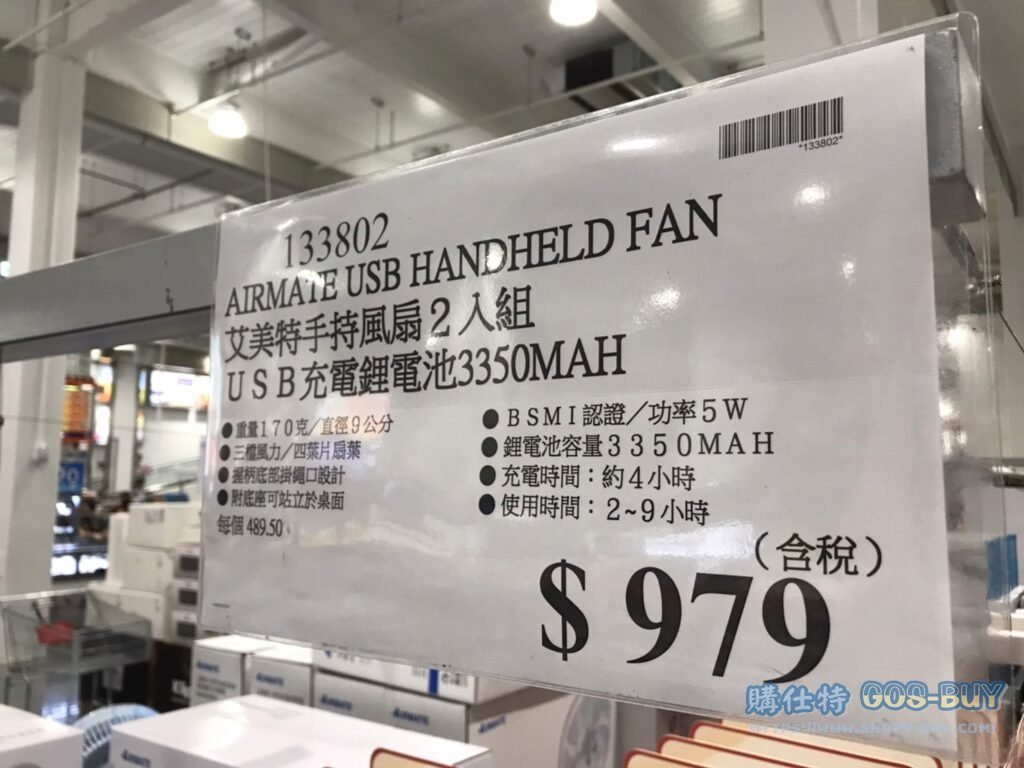 *133802*
133802
AIRMATE USB HANDHELD FAN
艾美特手持風扇2入組
USB充電鋰電池3350MAH
●重量170克/直徑9公分
●三檔風力/四葉片扇葉
●握柄底部掛繩口設計
●附底座可站立於桌面
每個 489.50
●BSMI認證/功率5W
●鋰電池容量3350MAH
●充電時間:約4小時
●使用時間:2~9小時
(含稅)
$ 979
購仕特 GOS-BUY
AIRMATE